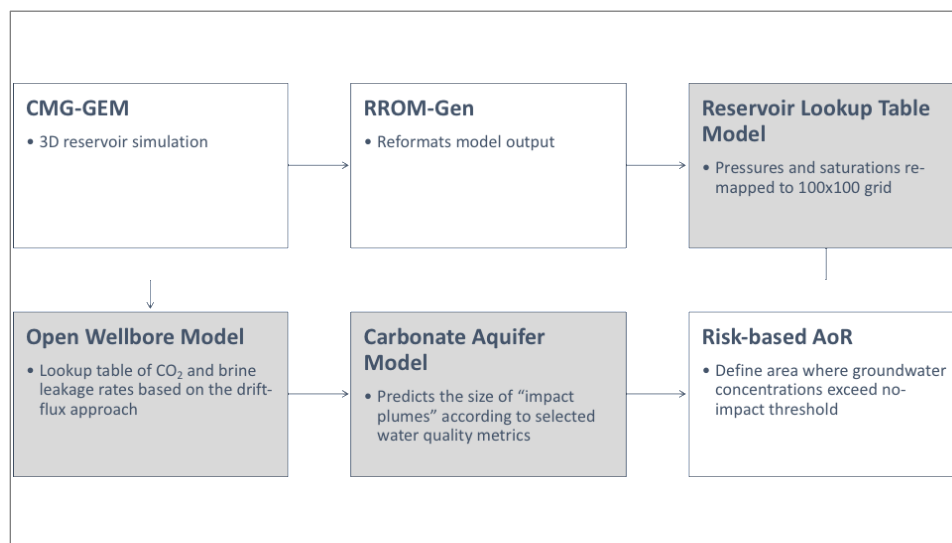 CMG-GEM
• 3D reservoir simulation
RROM-Gen
• Reformats model output
Reservoir Lookup Table
Model
• Pressures and saturations re-
mapped to 100x100 grid
Open Wellbore Model
• Lookup table of CO₂ and brine
leakage rates based on the drift-
flux approach
Carbonate Aquifer
Model
• Predicts the size of “impact
plumes” according to selected
water quality metrics
Risk-based AoR
• Define area where groundwater
concentrations exceed no-
impact threshold